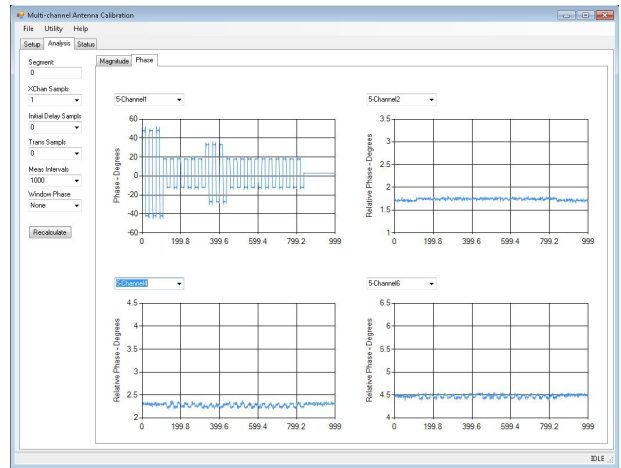 Multi-channel Antenna Calibration
File Utility Help
Setup Analysis Status
Magnitude Phase
Segment:
0
XChan Sampls
1
Initial Delay Sampls
0
Trans Sampls
0
Meas Intervals
1000
Window Phase
None
Recalculate
5-Channel1
Phase - Degrees
60
40
20
0
-20
-40
-60
0 199.8 399.6 599.4 799.2 999
5-Channel2
Relative Phase - Degrees
3.5
3
2.5
2
1.5
1
0 199.8 399.6 599.4 799.2 999
5-Channel4
Relative Phase - Degrees
4.5
4
3.5
3
2.5
2
0 199.8 399.6 599.4 799.2 999
5-Channel6
Relative Phase - Degrees
6.5
6
5.5
5
4.5
4
0 199.8 399.6 599.4 799.2 999
IDLE